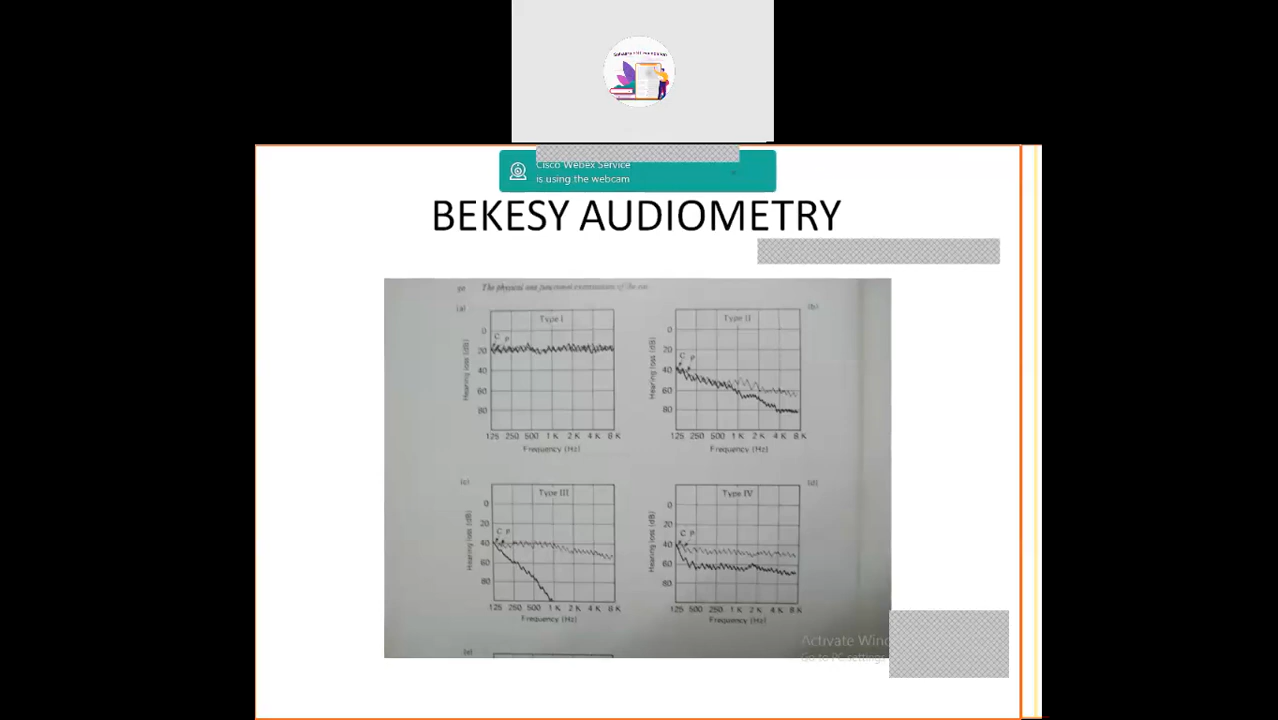 Cisco Webex Service
is using the webcam
BEKESY AUDIOMETRY
The physical and functional examination of the ear
(a)
Type I
C P
Hearing loss (dB)
0
20
40
60
80
125 250 500 1 K 2 K 4 K 8 K
Frequency (Hz)
(b)
Type II
C P
Hearing loss (dB)
0
20
40
60
80
125 250 500 1 K 2 K 4 K 8 K
Frequency (Hz)
(c)
Type III
C P
Hearing loss (dB)
0
20
40
60
80
125 250 500 1 K 2 K 4 K 8 K
Frequency (Hz)
(d)
Type IV
C P
Hearing loss (dB)
0
20
40
60
80
125 500 250 1 K 2 K 4 K 8 K
Frequency (Hz)
(e)
Activate
Go to PC settings